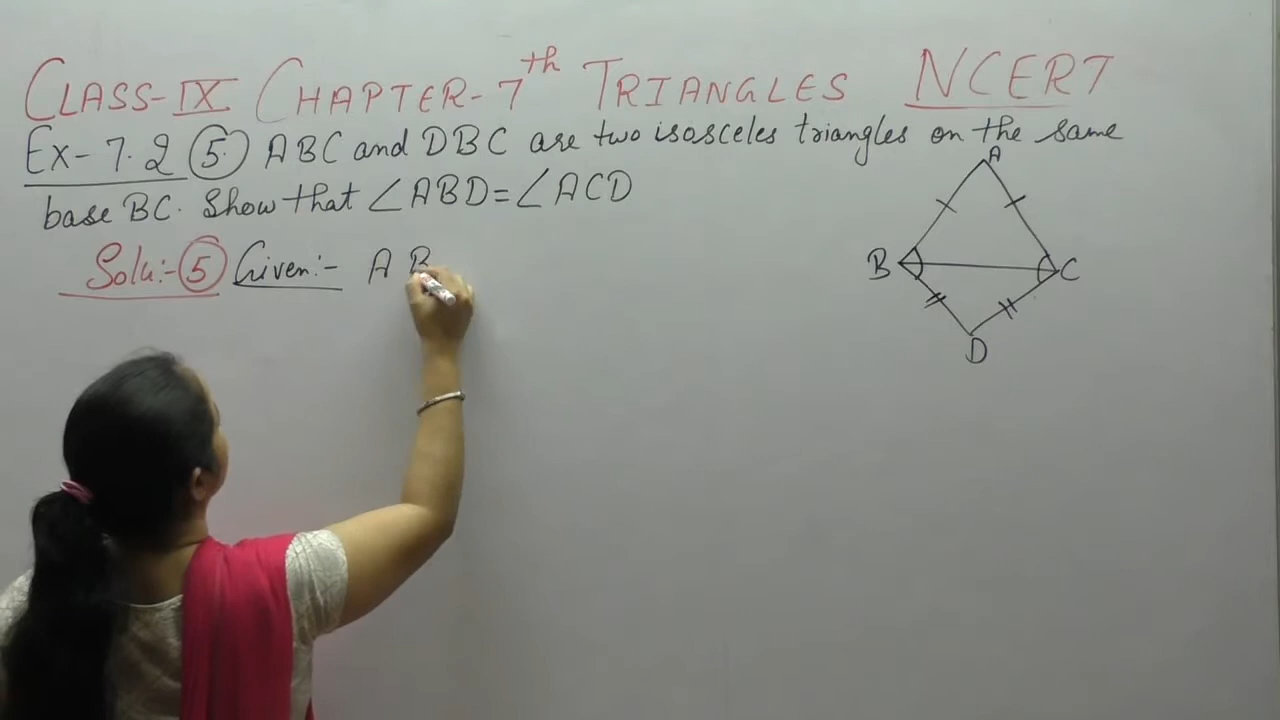 CLASS-IX CHAPTER-7th TRIANGLES NCERT
Ex-7.2 (5.) ABC and DBC are two isosceles triangles on the same
base BC. Show that ∠ABD=∠ACD
Solu:-(5) Given:- A B
A
B
C
D